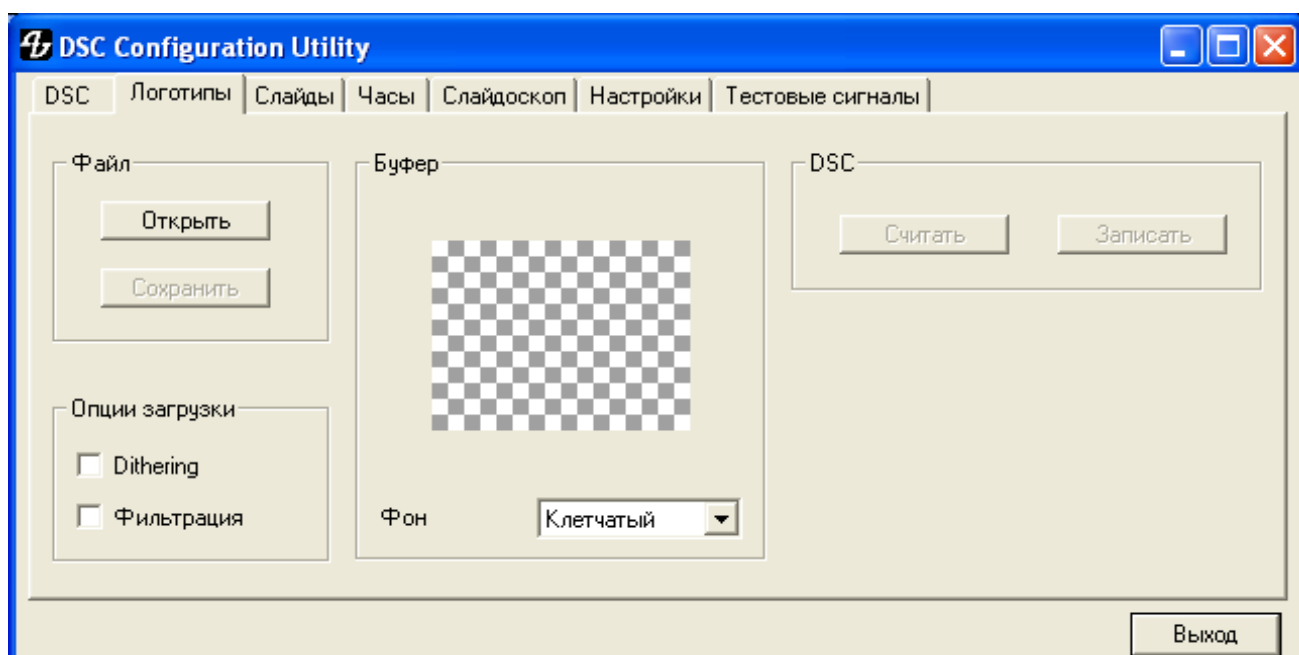 DSC Configuration Utility
DSC Логотипы Слайды Часы Слайдоскоп Настройки Тестовые сигналы
Файл Буфер DSC
Открыть
Считать Записать
Сохранить
Опции загрузки
Dithering
Фильтрация
Фон Клетчатый
Выход